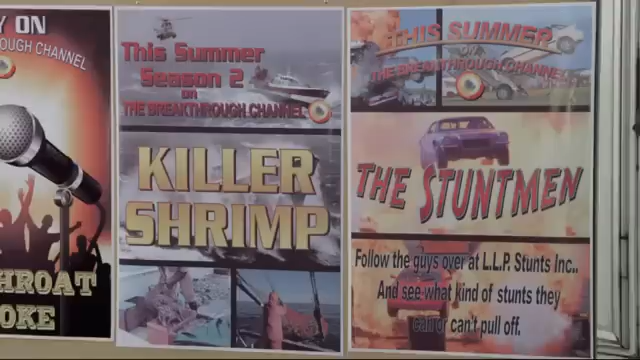 Y ON
OUGH CHANNEL
HROAT
OKE
This Summer
Season 2
on
THE BREAKTHROUGH CHANNEL
KILLER
SHRIMP
THIS SUMMER
ON
THE BREAKTHROUGH CHANNEL
THE STUNTMEN
Follow the guys over at L.L.P. Stunts Inc..
And see what kind of stunts they
can or can't pull off.